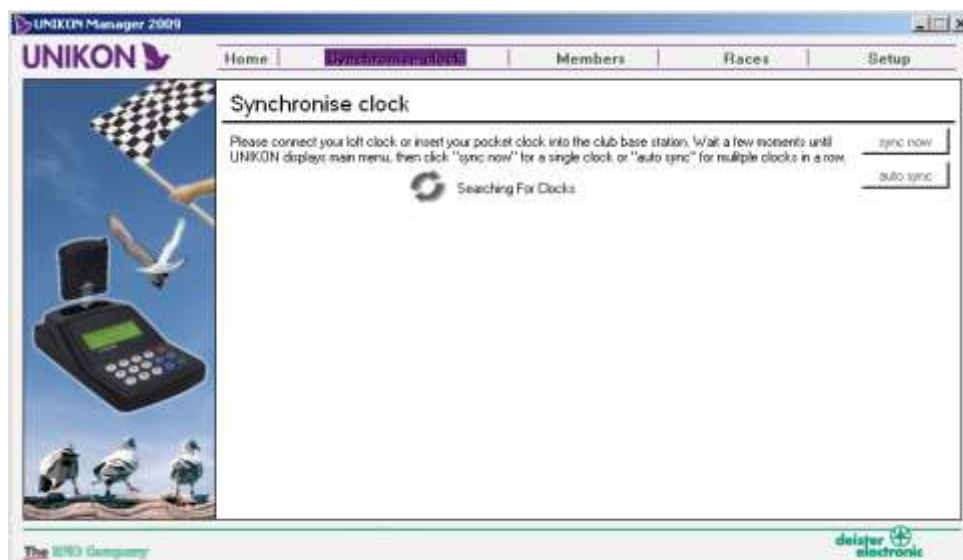 UNIKON Manager 2009
UNIKON
Home
Synchronise clock
Members
Races
Setup
Synchronise clock
Please connect your loft clock or insert your pocket clock into the club base station. Wait a few moments until
UNIKON displays main menu, then click "sync now" for a single clock or "auto sync" for multiple clocks in a row.
sync now
auto sync
Searching For Clocks
The RFID Company
deister
electronic